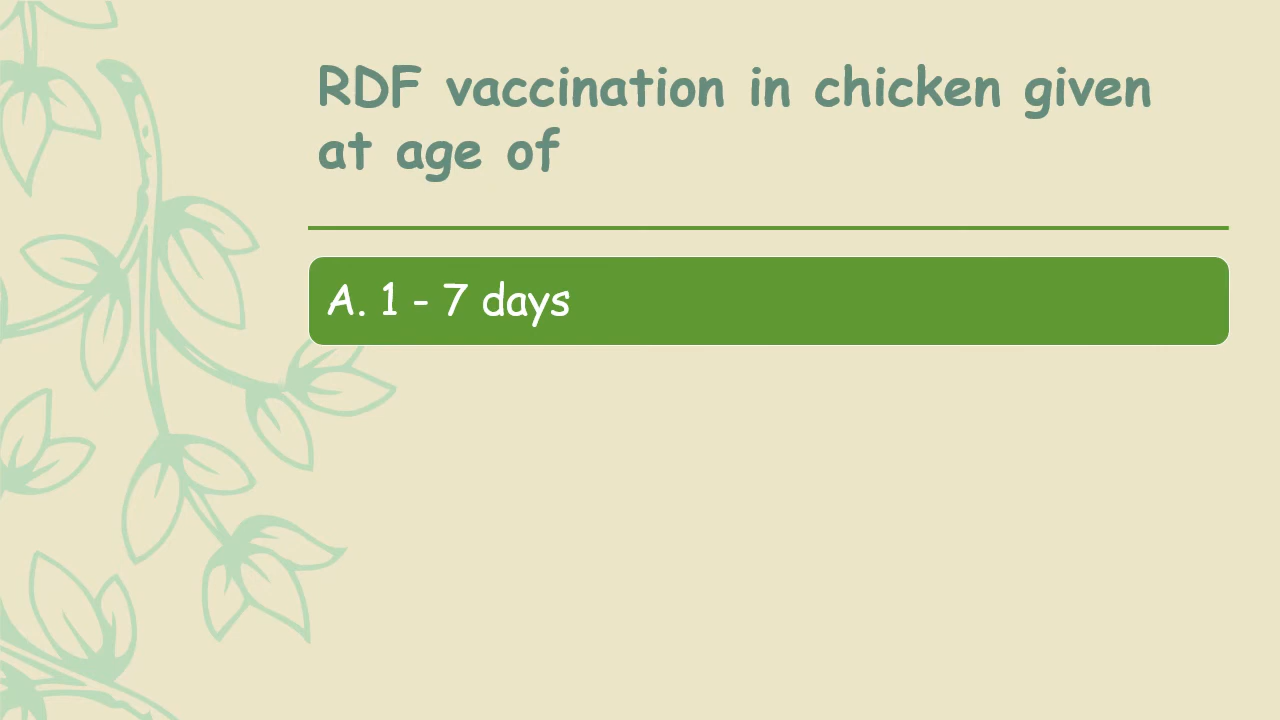 RDF vaccination in chicken given
at age of
A. 1 - 7 days